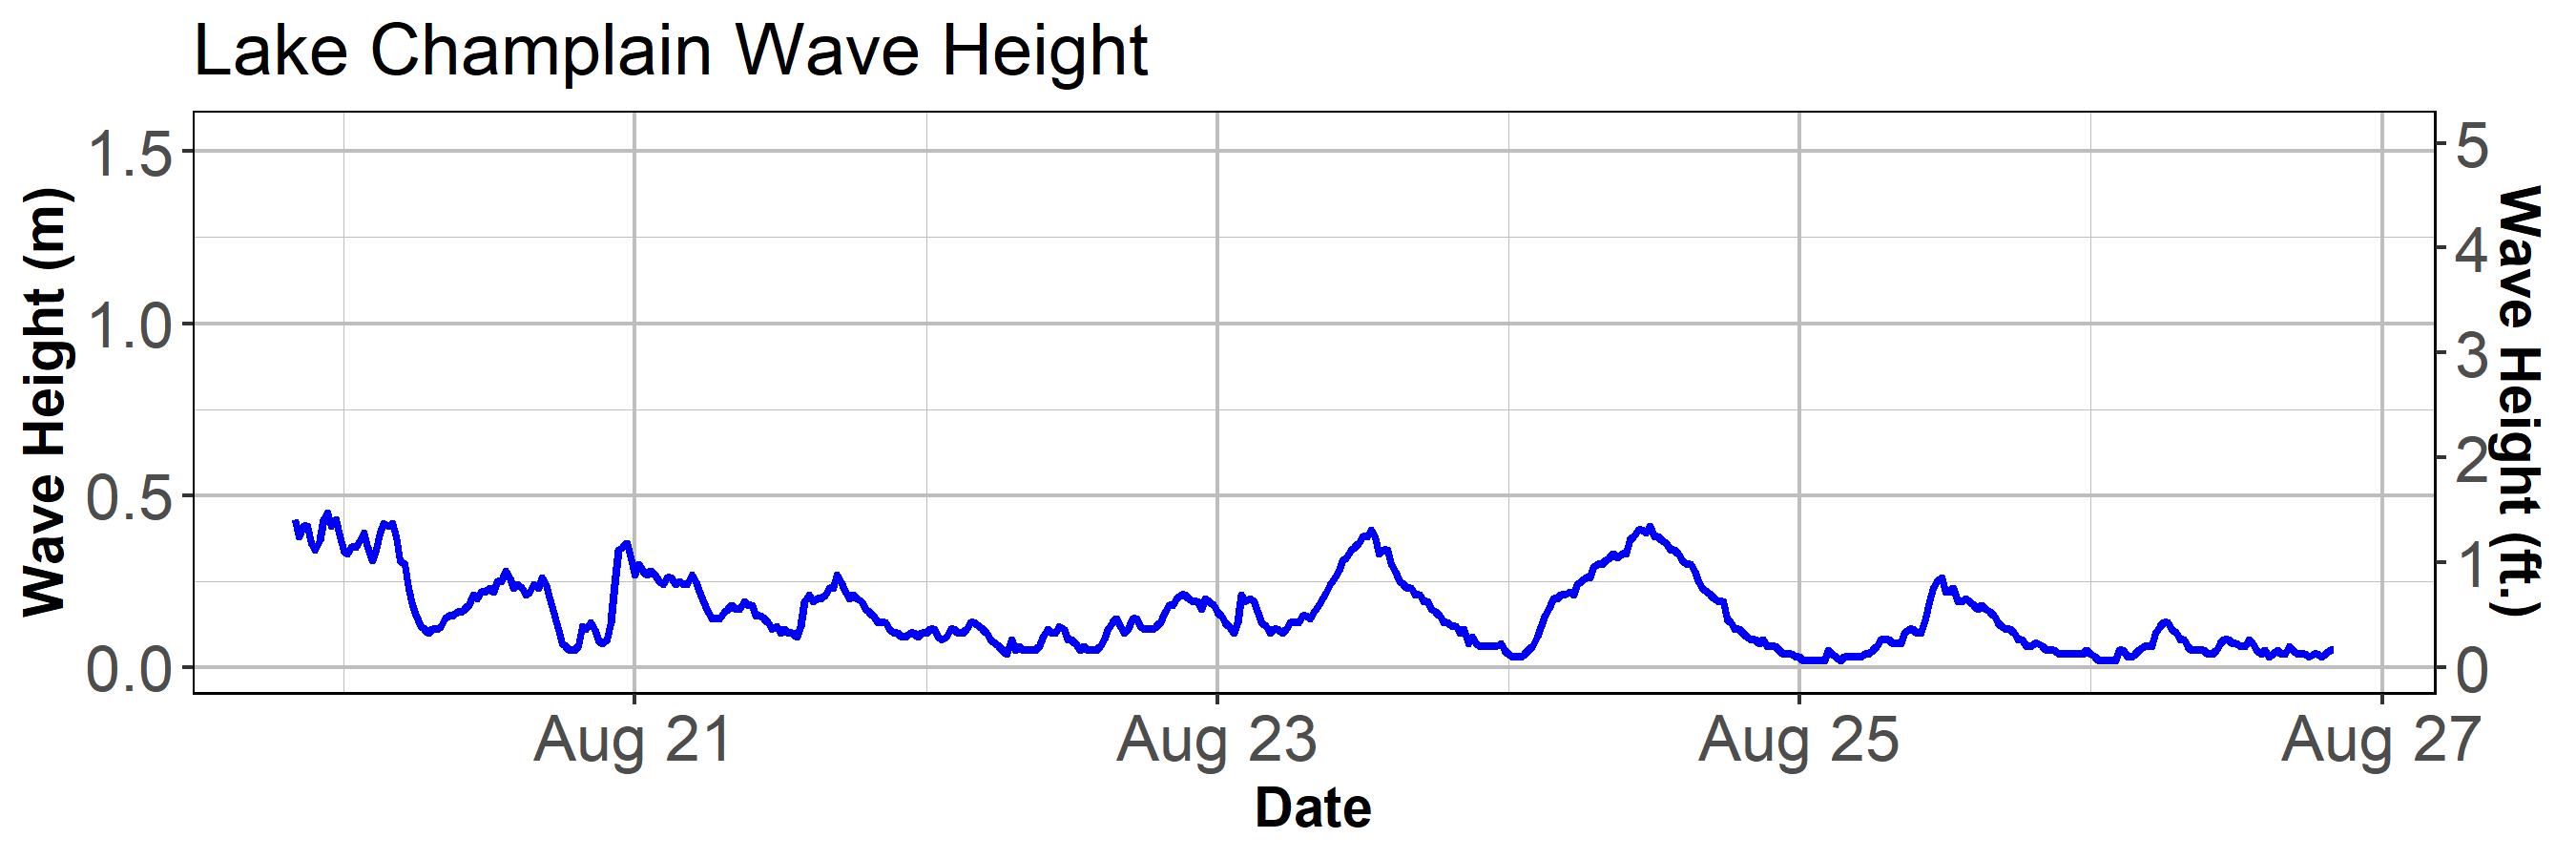 Lake Champlain Wave Height
Wave Height (m)
1.5
1.0
0.5
0.0
5
4
3
2
1
0
Wave Height (ft.)
Aug 21
Aug 23
Aug 25
Aug 27
Date